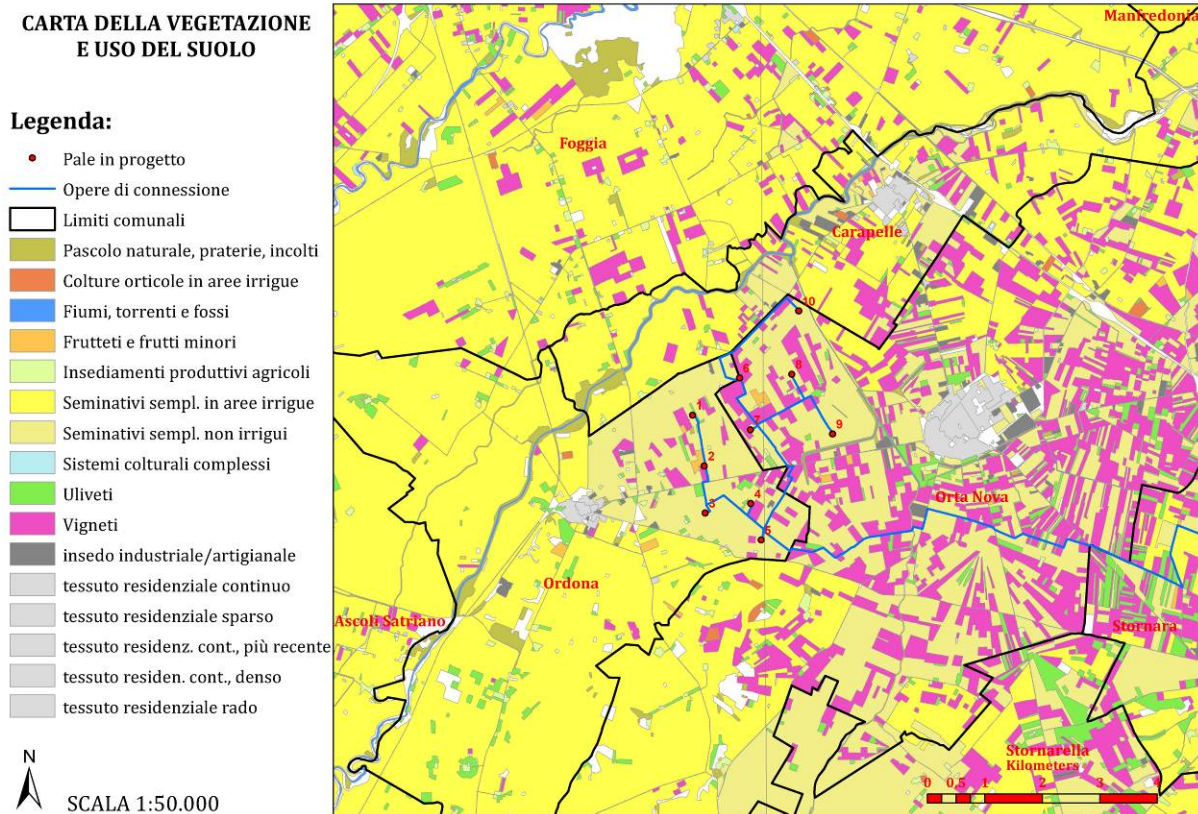 CARTA DELLA VEGETAZIONE
E USO DEL SUOLO
Legenda:
Pale in progetto
Opere di connessione
Limiti comunali
Pascolo naturale, praterie, incolti
Colture orticole in aree irrigue
Fiumi, torrenti e fossi
Frutteti e frutti minori
Insediamenti produttivi agricoli
Seminativi sempl. in aree irrigue
Seminativi sempl. non irrigui
Sistemi colturali complessi
Uliveti
Vigneti
insedo industriale/artigianale
tessuto residenziale continuo
tessuto residenziale sparso
tessuto residenz. cont., più recente
tessuto residen. cont., denso
tessuto residenziale rado
N
SCALA 1:50.000
Manfredonia
Foggia
Carapelle
10
8
6
1
7
9
2
4
3
5
Orta Nova
Ordona
Ascoli Satriano
Stornara
Stornarella
Kilometers
0 0,5 1 2 3 4